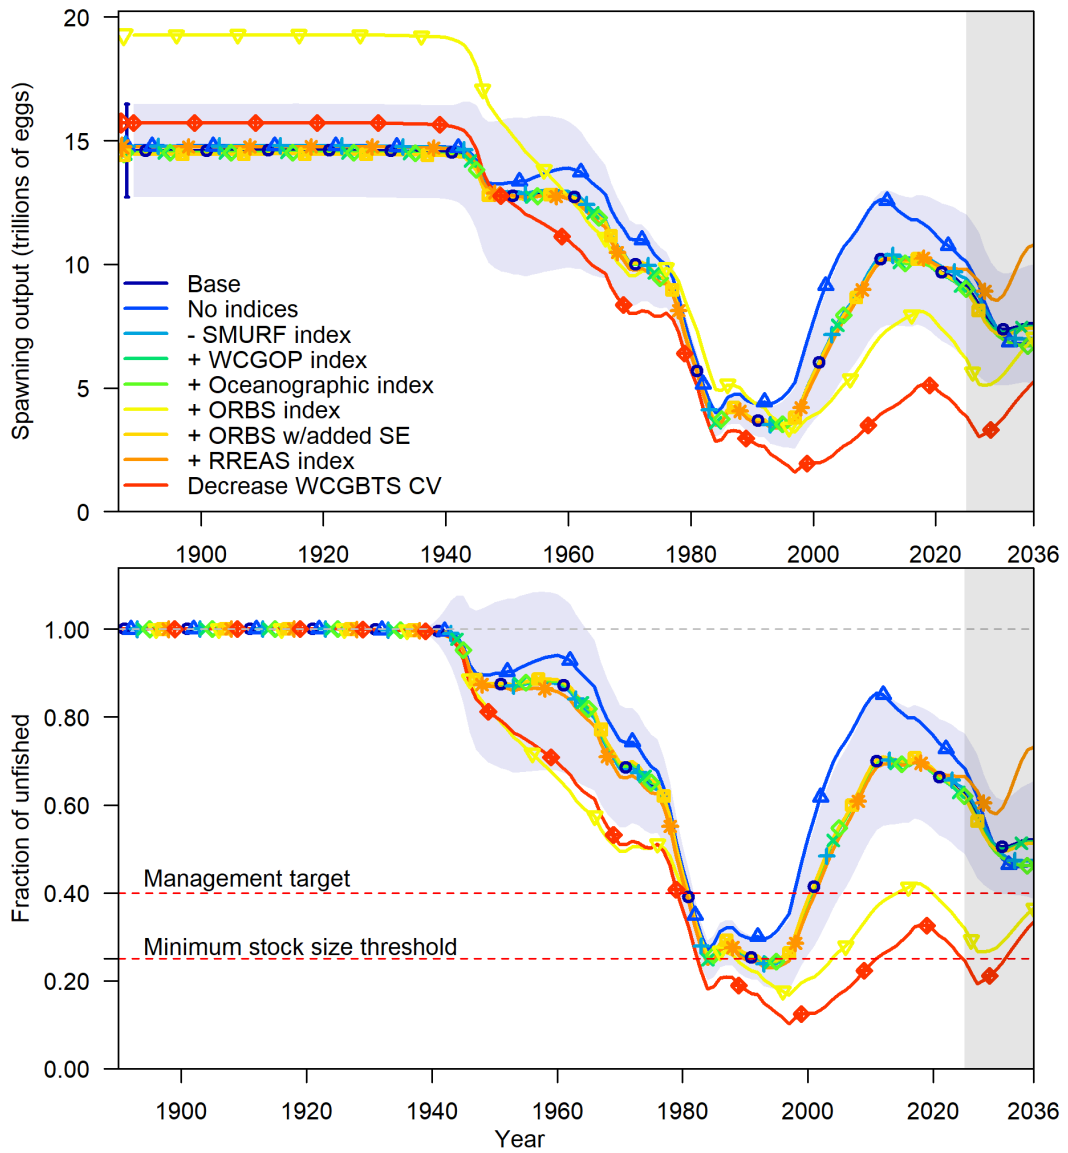 Spawning output (trillions of eggs)
20
15
10
5
0
Base
No indices
- SMURF index
+ WCGOP index
+ Oceanographic index
+ ORBS index
+ ORBS w/added SE
+ RREAS index
Decrease WCGBTS CV
1900 1920 1940 1960 1980 2000 2020 2036
Fraction of unfished
1.00
0.80
0.60
0.40
0.20
0.00
Management target
Minimum stock size threshold
1900 1920 1940 1960 1980 2000 2020 2036
Year